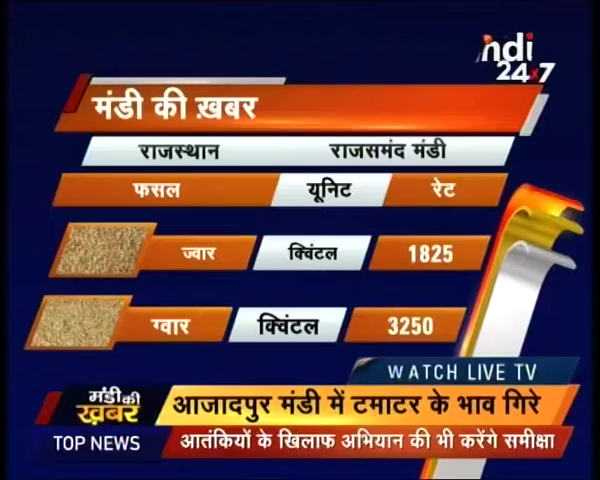 ndi
24x7
मंडी की ख़बर
राजस्थान राजसमंद मंडी
फसल यूनिट रेट
ज्वार क्विंटल 1825
ग्वार क्विंटल 3250
WATCH LIVE TV
मंडी की
ख़बर
आजादपुर मंडी में टमाटर के भाव गिरे
TOP NEWS
आतंकियों के खिलाफ अभियान की भी करेंगे समीक्षा